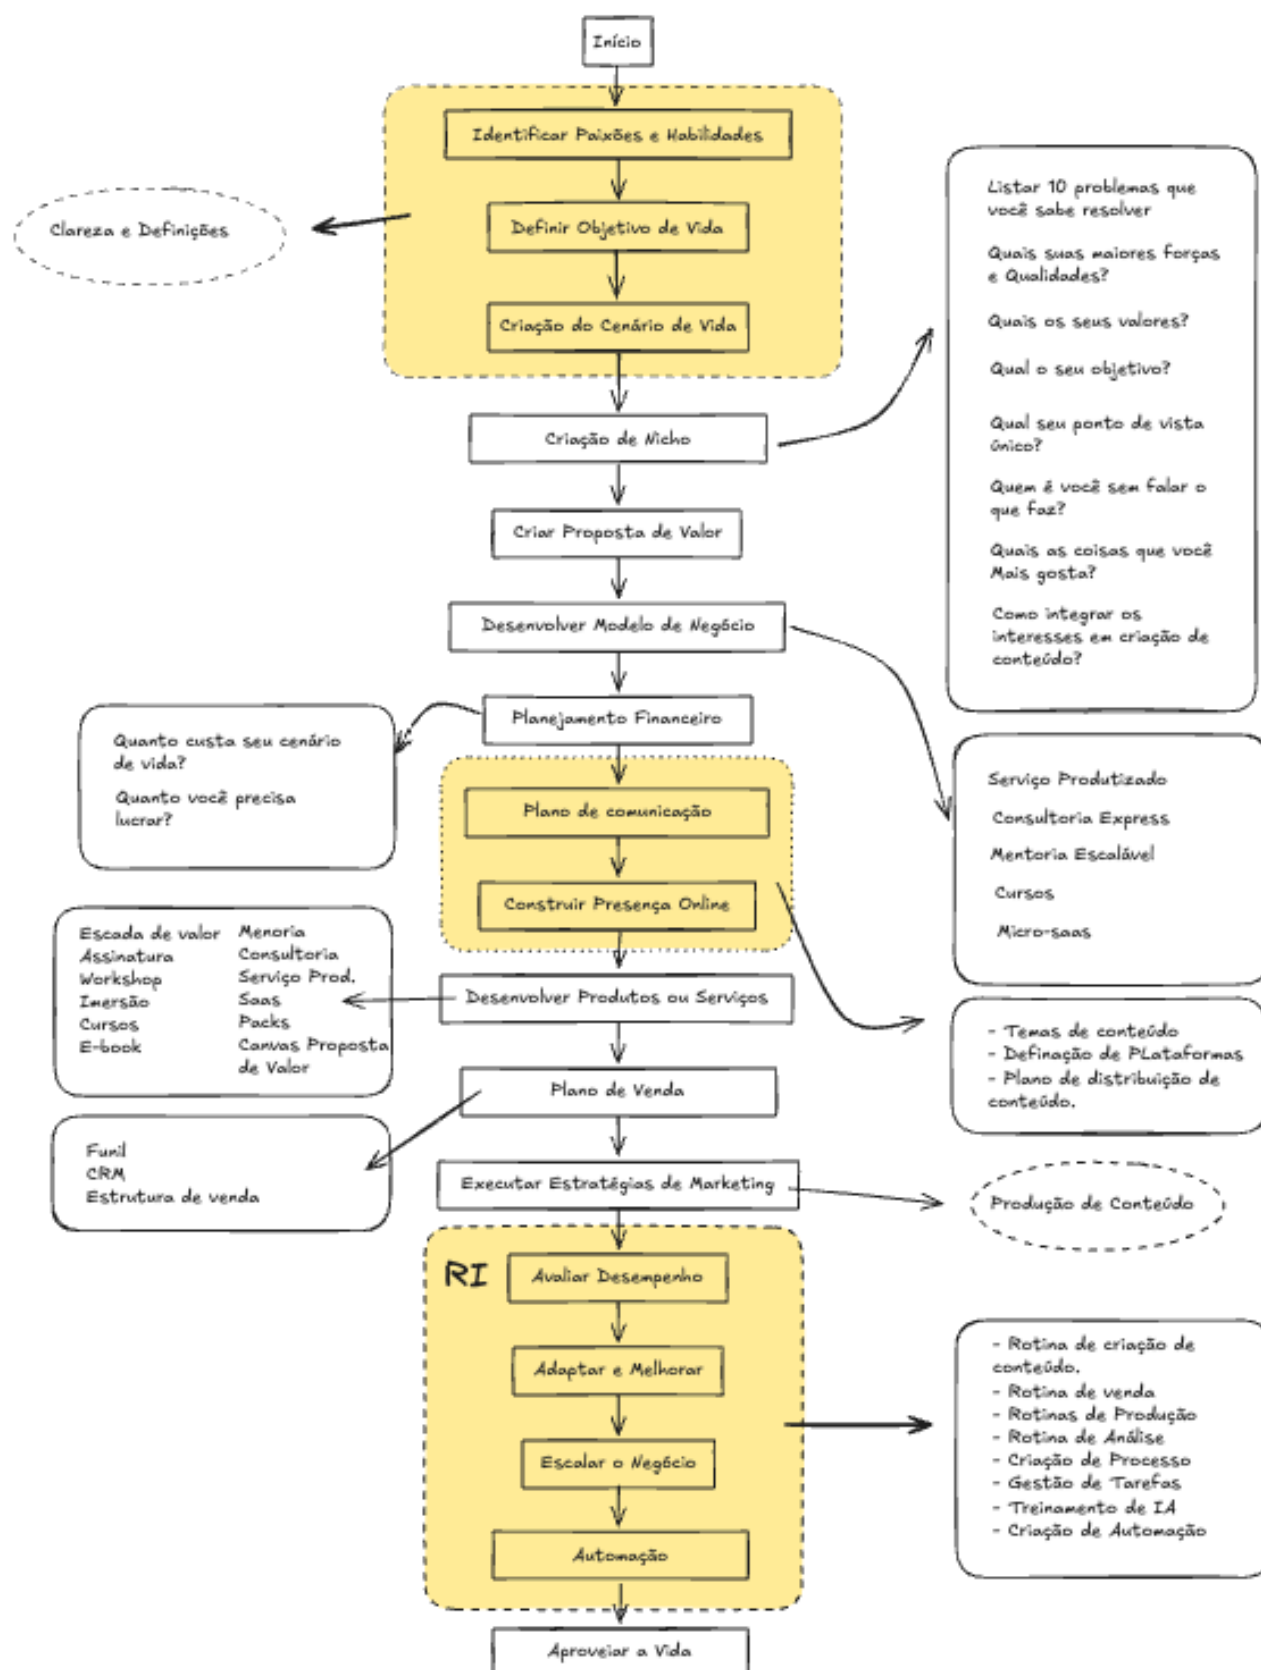 Início
Identificar Paixões e Habilidades
Definir Objetivo de Vida
Criação do Cenário de Vida
Clareza e Definições
Criação de Nicho
Listar 10 problemas que
você sabe resolver
Quais suas maiores forças
e Qualidades?
Quais os seus valores?
Qual o seu objetivo?
Qual seu ponto de vista
único?
Quem é você sem falar o
que faz?
Quais as coisas que você
Mais gosta?
Como integrar os
interesses em criação de
conteúdo?
Criar Proposta de Valor
Desenvolver Modelo de Negócio
Serviço Produtizado
Consultoria Express
Mentoria Escalável
Cursos
Micro-saas
Planejamento Financeiro
Quanto custa seu cenário
de vida?
Quanto você precisa
lucrar?
Plano de comunicação
Construir Presença Online
- Temas de conteúdo
- Definação de PLataformas
- Plano de distribuição de
conteúdo.
Desenvolver Produtos ou Serviços
Escada de valor
Assinatura
Workshop
Imersão
Cursos
E-book
Menoria
Consultoria
Serviço Prod.
Saas
Packs
Canvas Proposta
de Valor
Plano de Venda
Funil
CRM
Estrutura de venda
Executar Estratégias de Marketing
Produção de Conteúdo
RI
Avaliar Desempenho
Adaptar e Melhorar
Escalar o Negócio
Automação
- Rotina de criação de
conteúdo.
- Rotina de venda
- Rotinas de Produção
- Rotina de Análise
- Criação de Processo
- Gestão de Tarefas
- Treinamento de IA
- Criação de Automação
Aproveiar a Vida